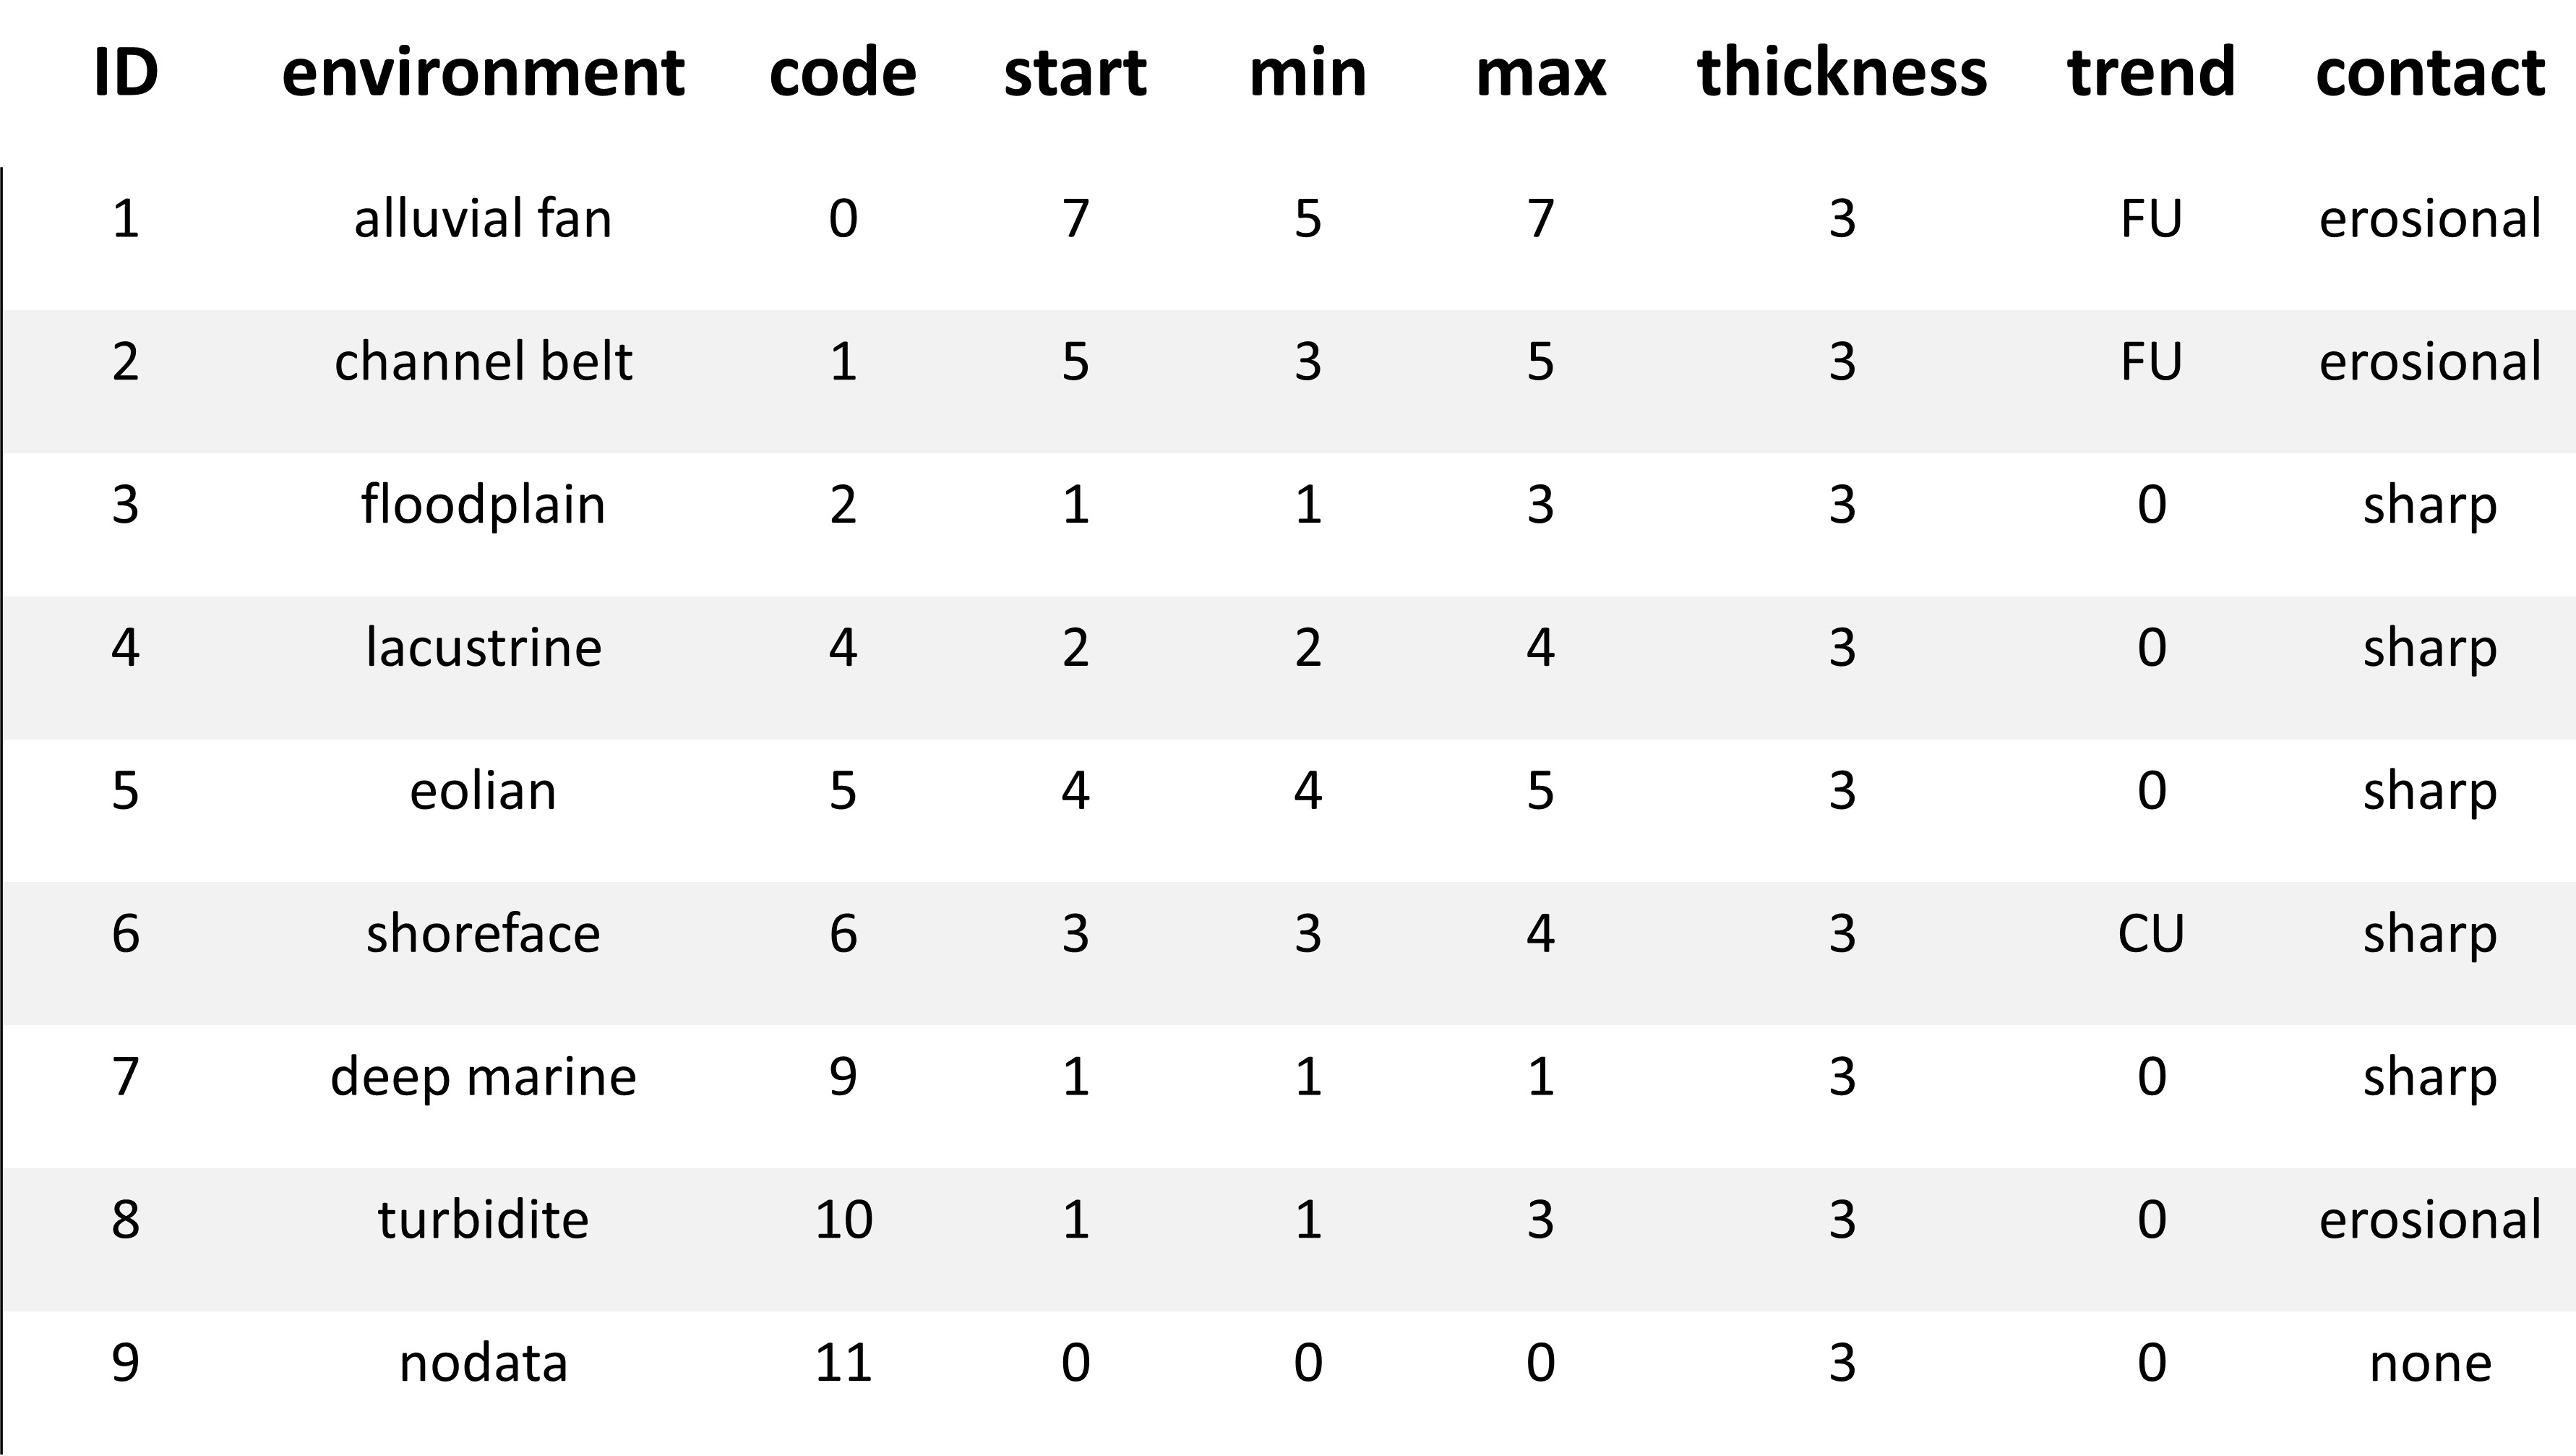 ID environment code start min max thickness trend contact
1 alluvial fan 0 7 5 7 3 FU erosional
2 channel belt 1 5 3 5 3 FU erosional
3 floodplain 2 1 1 3 3 0 sharp
4 lacustrine 4 2 2 4 3 0 sharp
5 eolian 5 4 4 5 3 0 sharp
6 shoreface 6 3 3 4 3 CU sharp
7 deep marine 9 1 1 1 3 0 sharp
8 turbidite 10 1 1 3 3 0 erosional
9 nodata 11 0 0 0 3 0 none